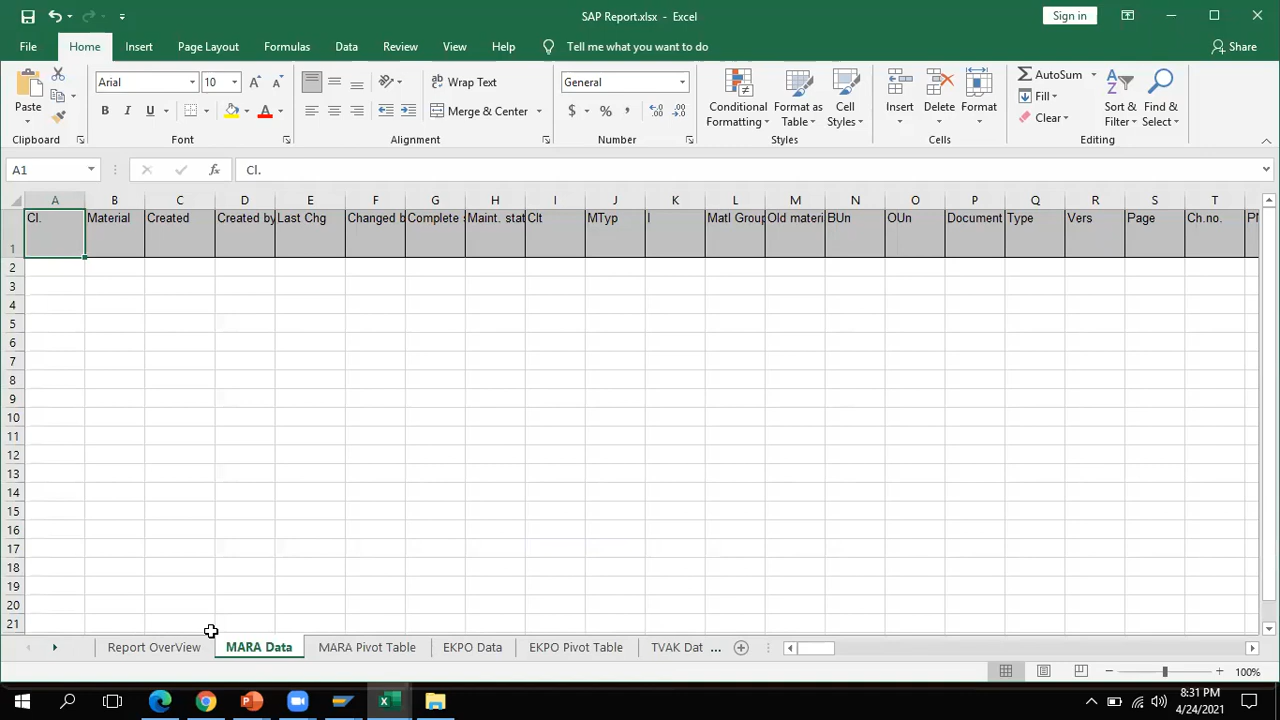 SAP Report.xlsx - Excel
Sign in
File Home Insert Page Layout Formulas Data Review View Help Tell me what you want to do Share
Paste
Arial 10
B I U A
Wrap Text
Merge & Center
General
$ % ,
Conditional Formatting
Format as Table
Cell Styles
Insert
Delete
Format
AutoSum
Fill
Clear
Sort & Filter
Find & Select
Clipboard Font Alignment Number Styles Cells Editing
A1 fx Cl.
A B C D E F G H I J K L M N O P Q R S T
1 Cl. Material Created Created by Last Chg Changed b Complete Maint. stat Clt MTyp I Matl Group Old materi BUn OUn Document Type Vers Page Ch.no.
2
3
4
5
6
7
8
9
10
11
12
13
14
15
16
17
18
19
20
21
Report OverView MARA Data MARA Pivot Table EKPO Data EKPO Pivot Table TVAK Dat ...
100%
8:31 PM
4/24/2021